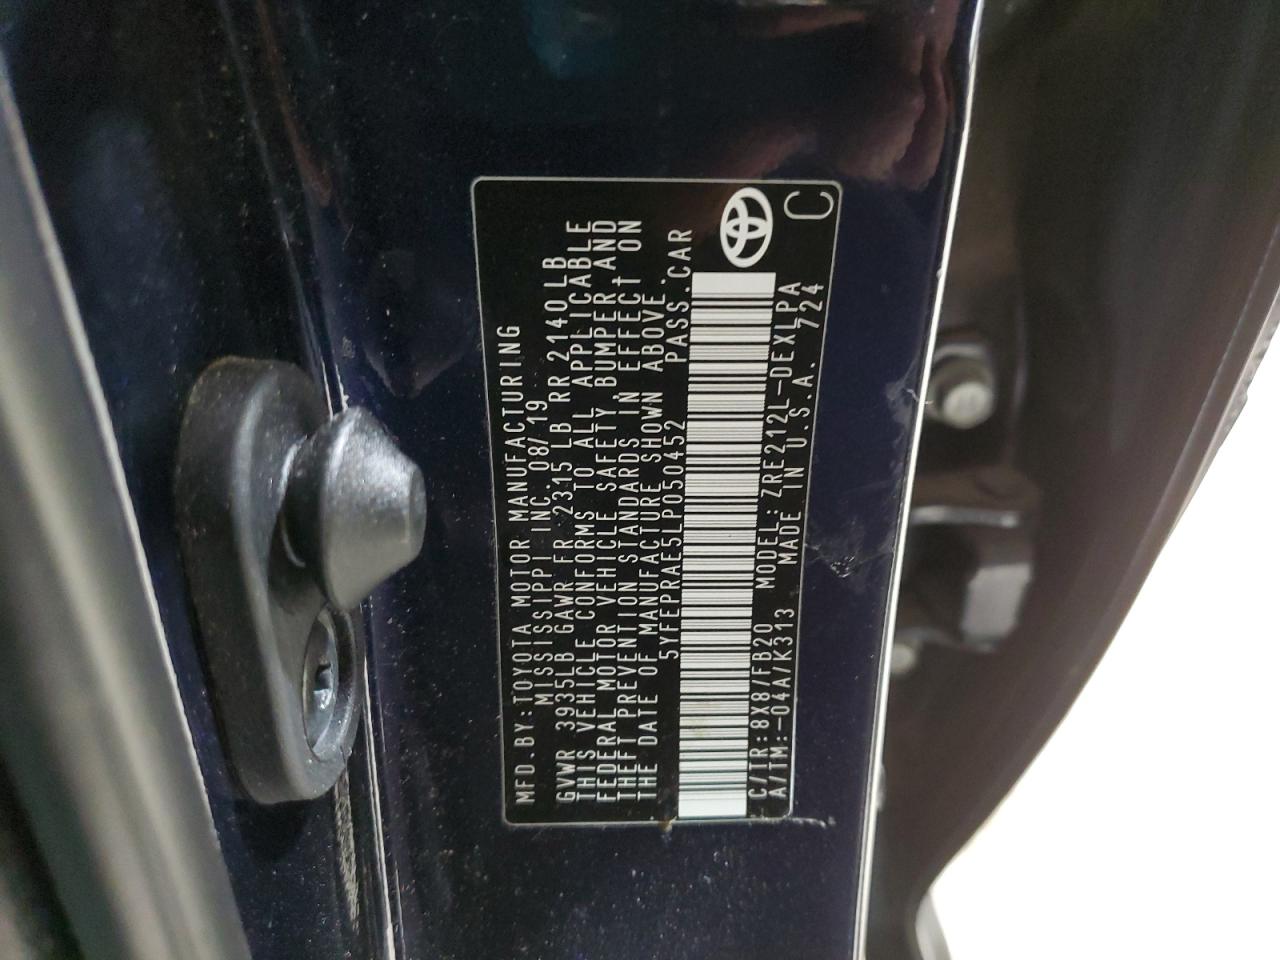 MFD.BY:TOYOTA MOTOR MANUFACTURING
MISSISSIPPI INC. 08/ 19
GVWR 3935LB GAWR FR 2315 LB RR 2140 LB
THIS VEHICLE CONFORMS TO ALL APPLICABLE
FEDERAL MOTOR VEHICLE SAFETY, BUMPER, AND
THEFT PREVENTION STANDARDS IN EFFECT ON
THE DATE OF MANUFACTURE SHOWN ABOVE.
5YFEPRAE5LP050452 PASS.CAR
C/TR:8X8/FB20 MODEL:ZRE212L-DEXLPA
A/TM:-04A/K313 MADE IN U.S.A. 724
C